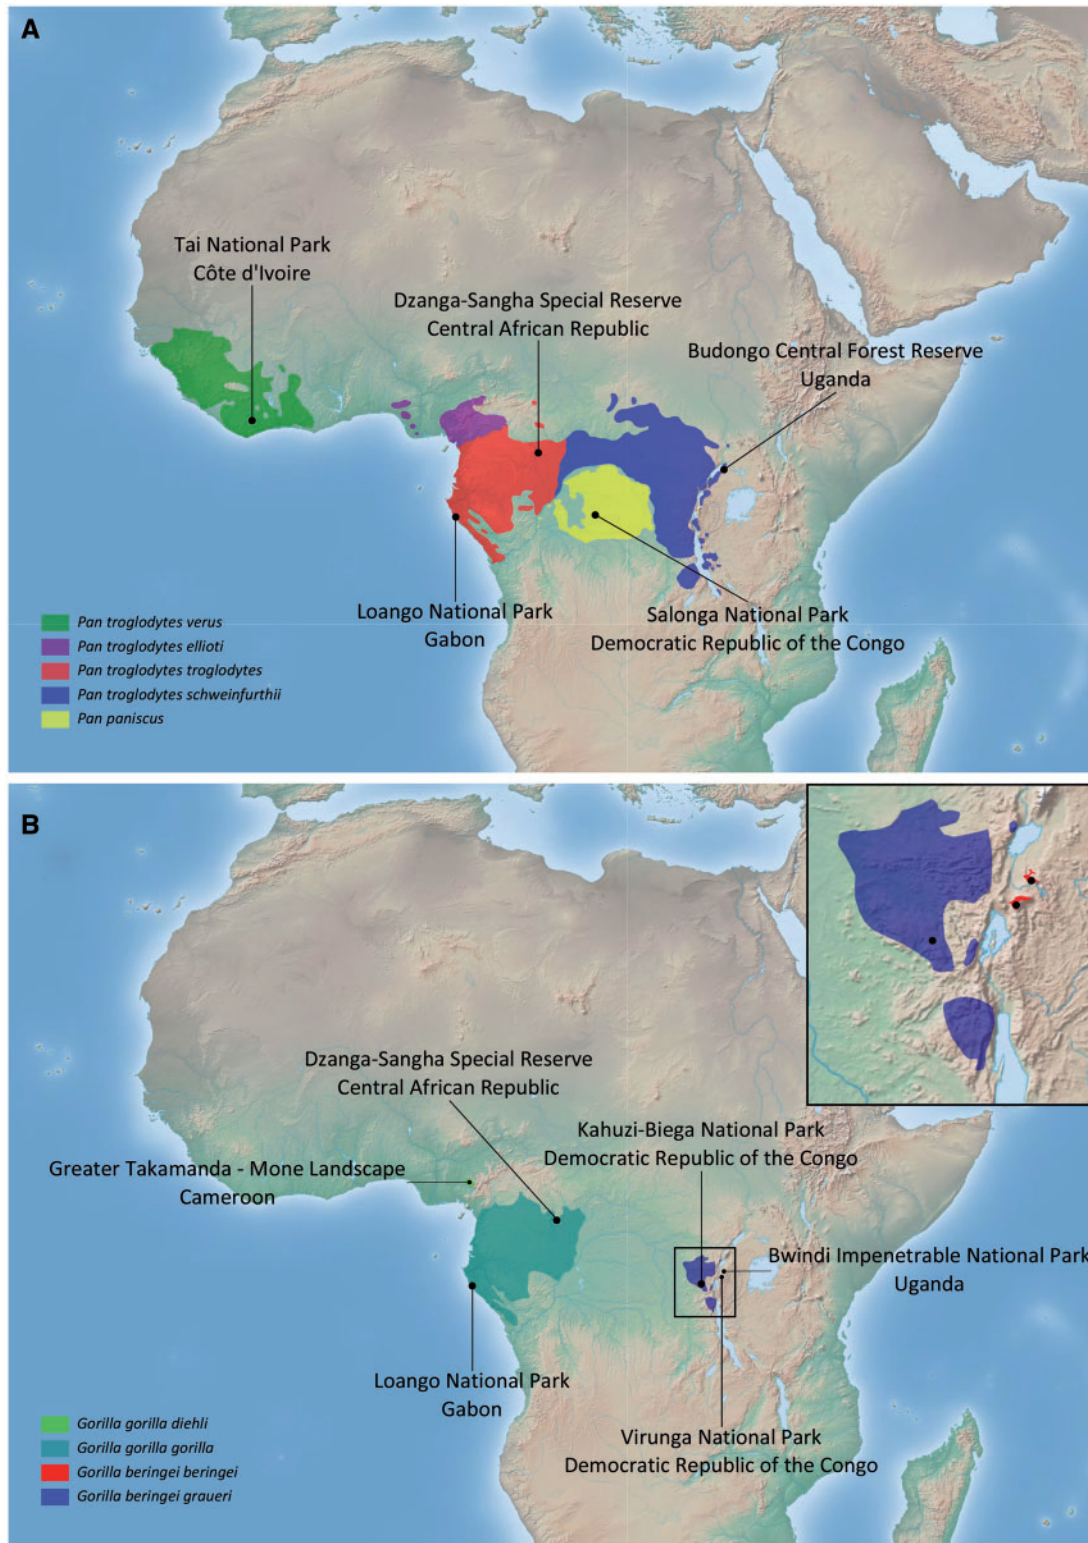 A
Tai National Park
Côte d'Ivoire
Dzanga-Sangha Special Reserve
Central African Republic
Budongo Central Forest Reserve
Uganda
Loango National Park
Gabon
Salonga National Park
Democratic Republic of the Congo
Pan troglodytes verus
Pan troglodytes ellioti
Pan troglodytes troglodytes
Pan troglodytes schweinfurthii
Pan paniscus
B
Dzanga-Sangha Special Reserve
Central African Republic
Kahuzi-Biega National Park
Democratic Republic of the Congo
Greater Takamanda - Mone Landscape
Cameroon
Bwindi Impenetrable National Park
Uganda
Loango National Park
Gabon
Virunga National Park
Democratic Republic of the Congo
Gorilla gorilla diehli
Gorilla gorilla gorilla
Gorilla beringei beringei
Gorilla beringei graueri